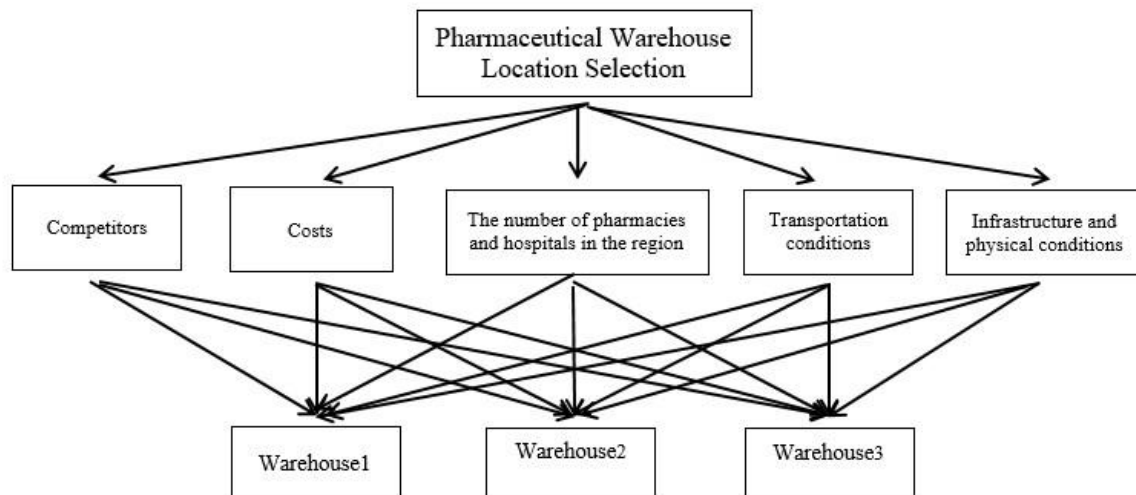 Pharmaceutical Warehouse
Location Selection
Competitors
Costs
The number of pharmacies
and hospitals in the region
Transportation
conditions
Infrastructure and
physical conditions
Warehouse1
Warehouse2
Warehouse3